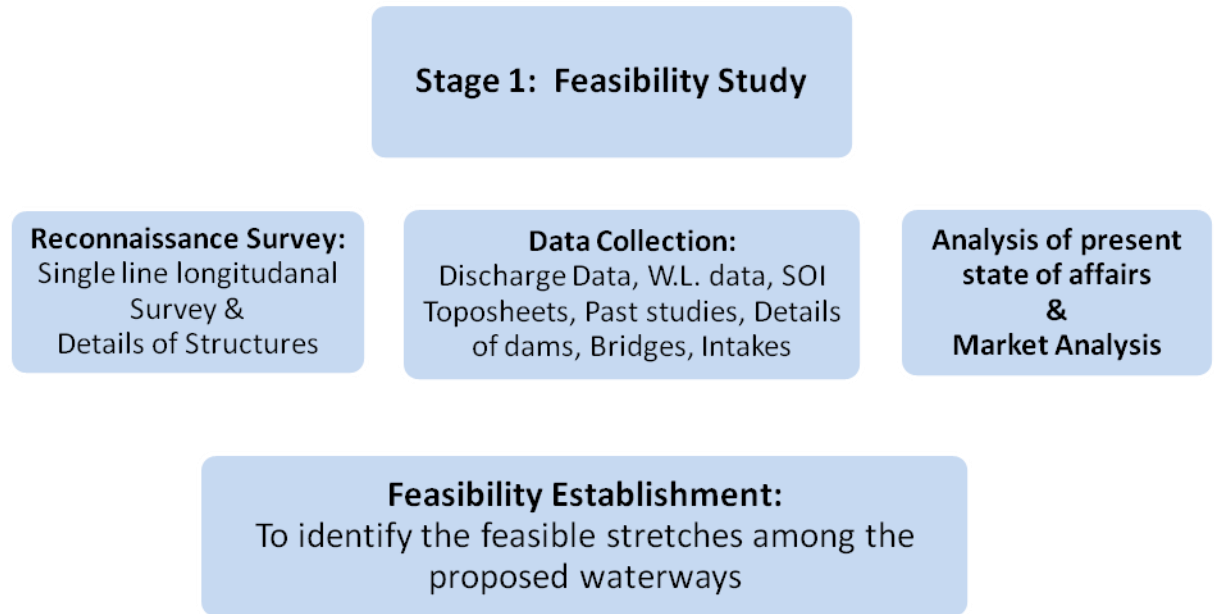 Stage 1:  Feasibility Study
Reconnaissance Survey:
Single line longitudanal
Survey &
Details of Structures
Data Collection:
Discharge Data, W.L. data, SOI
Toposheets, Past studies, Details
of dams, Bridges, Intakes
Analysis of present
state of affairs
&
Market Analysis
Feasibility Establishment:
To identify the feasible stretches among the
proposed waterways